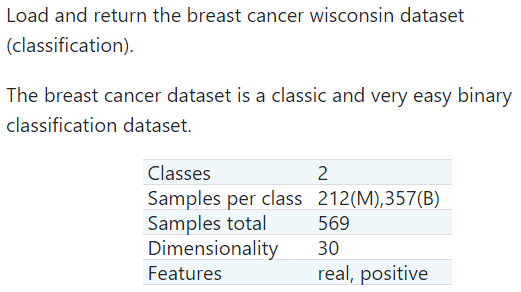 Load and return the breast cancer wisconsin dataset
(classification).
The breast cancer dataset is a classic and very easy binary
classification dataset.
Classes 2
Samples per class 212(M),357(B)
Samples total 569
Dimensionality 30
Features real, positive